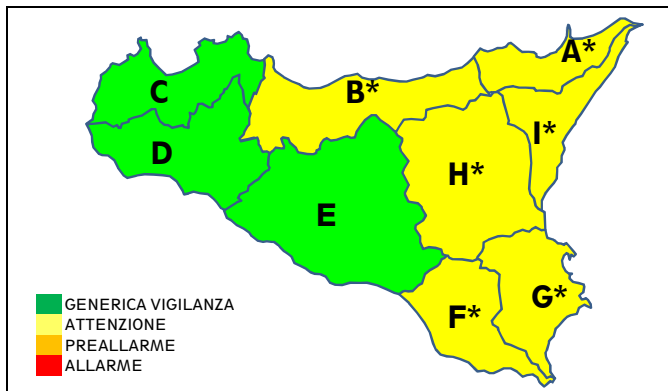 A*
C
B*
I*
D
H*
E
G*
F*
GENERICA VIGILANZA
ATTENZIONE
PREALLARME
ALLARME